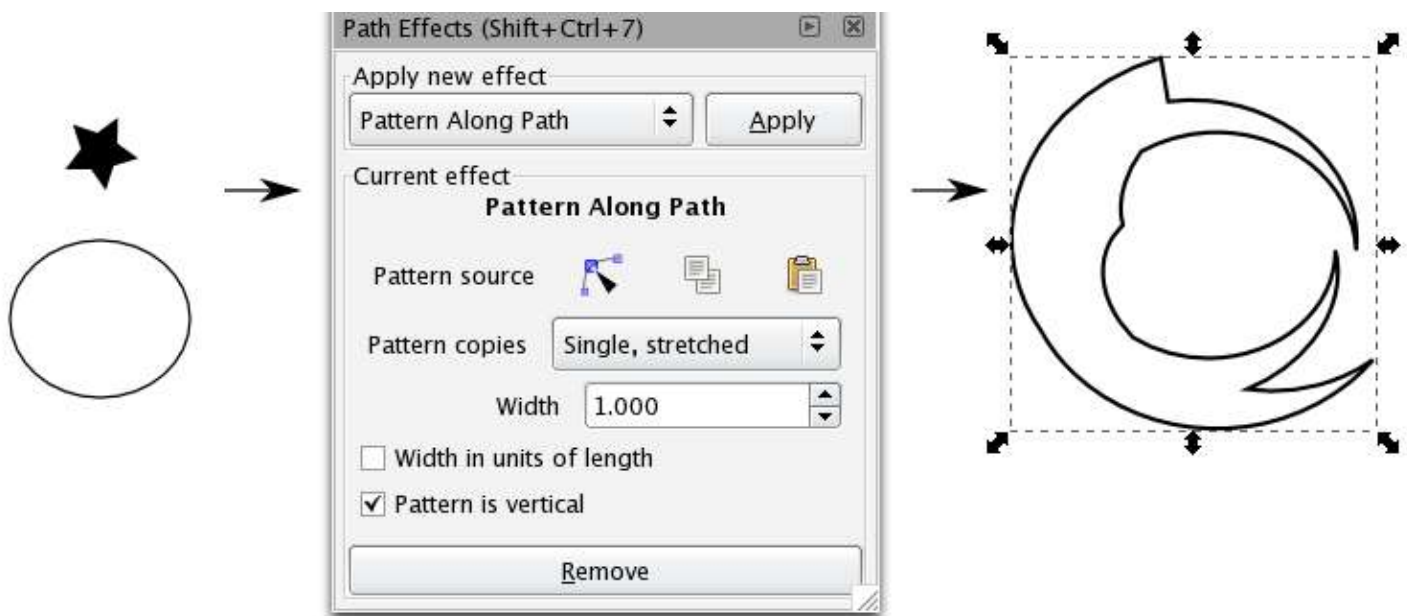 Path Effects (Shift+Ctrl+7)
Apply new effect
Pattern Along Path
Apply
Current effect
Pattern Along Path
Pattern source
Pattern copies
Single, stretched
Width
1.000
Width in units of length
Pattern is vertical
Remove